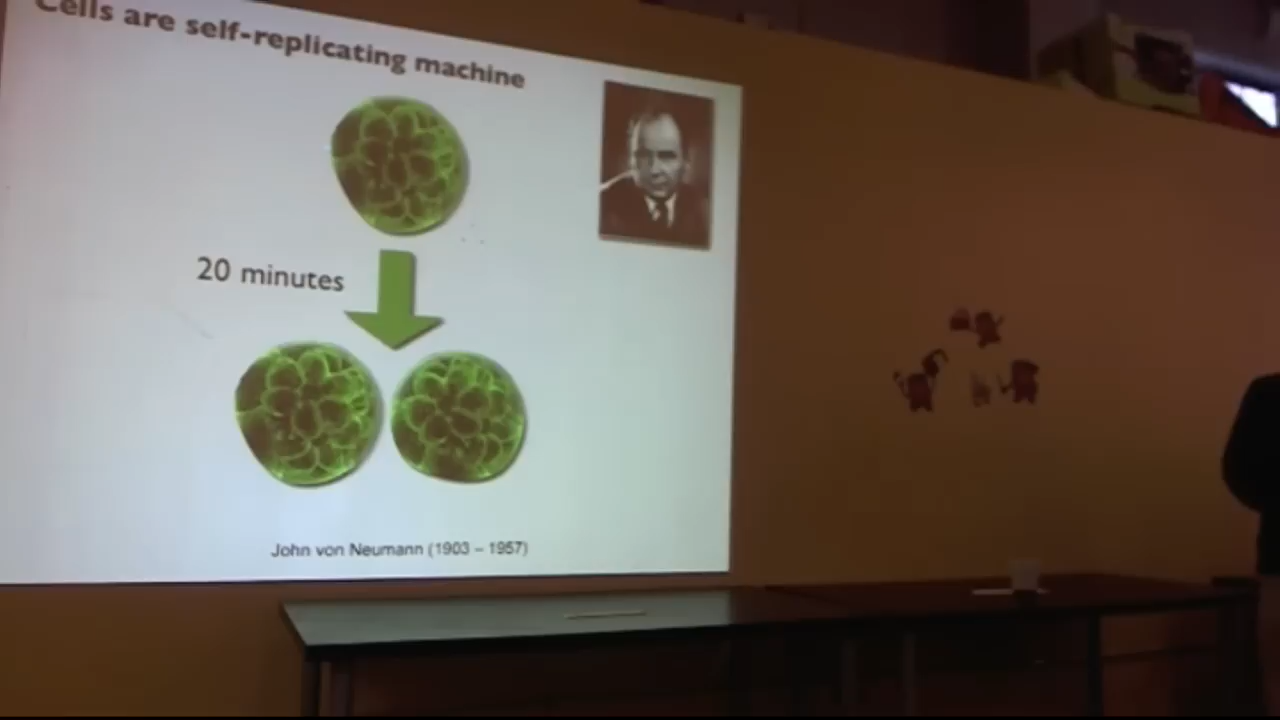 Cells are self-replicating machine
20 minutes
John von Neumann (1903 – 1957)